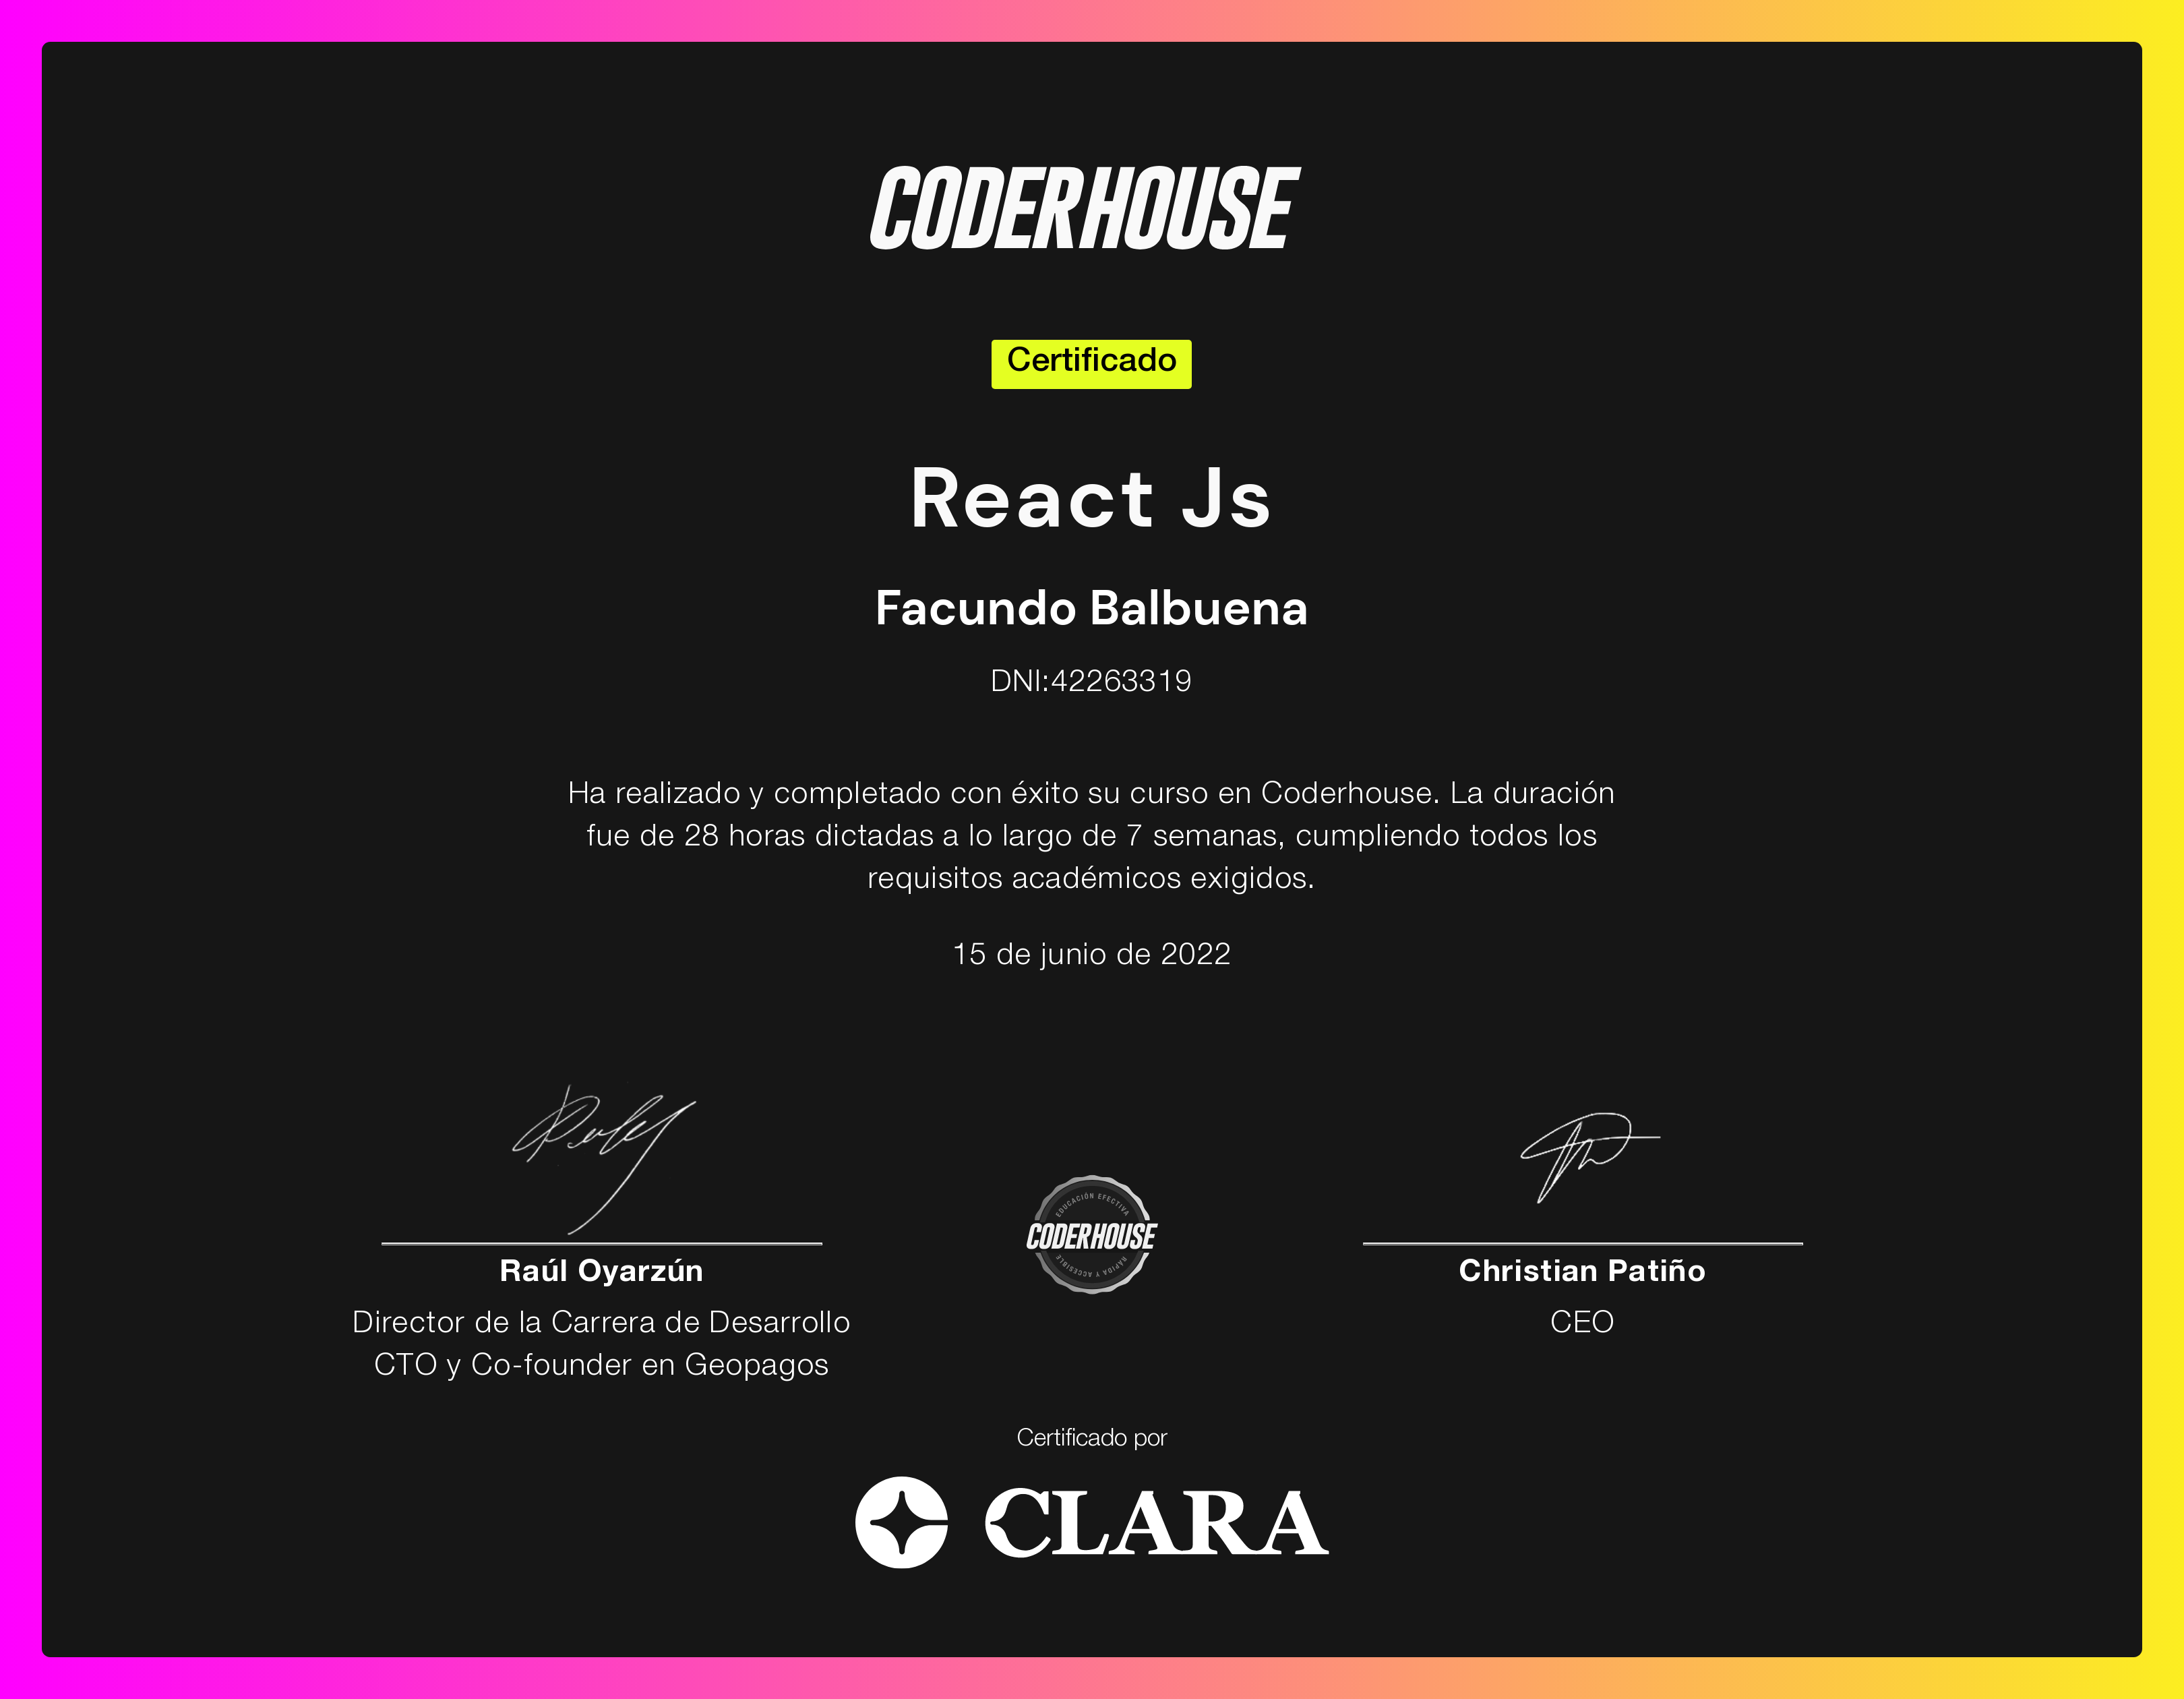 CODERHOUSE
Certificado
React Js
Facundo Balbuena
DNI:42263319
Ha realizado y completado con éxito su curso en Coderhouse. La duración
fue de 28 horas dictadas a lo largo de 7 semanas, cumpliendo todos los
requisitos académicos exigidos.
15 de junio de 2022
EDUCACIÓN EFECTIVA
CODERHOUSE
RÁPIDA Y ACCESIBLE
Raúl Oyarzún
Director de la Carrera de Desarrollo
CTO y Co-founder en Geopagos
Christian Patiño
CEO
Certificado por
CLARA